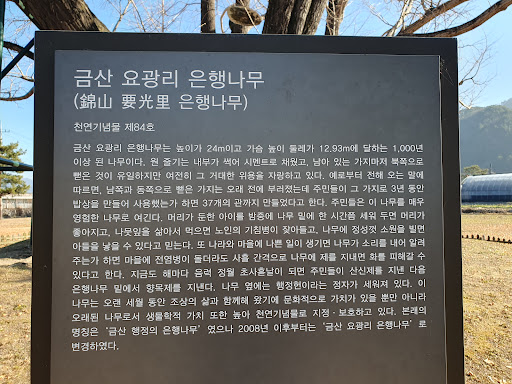 금산 요광리 은행나무
(錦山 要光里 은행나무)
천연기념물 제84호
금산 요광리 은행나무는 높이가 24m이고 가슴 높이 둘레가 12.93m에 달하는 1,000년
이상 된 나무이다. 원 줄기는 내부가 썩어 시멘트로 채웠고, 남아 있는 가지마저 북쪽으로
뻗은 것이 유일하지만 여전히 그 거대한 위용을 자랑하고 있다. 예로부터 전해 오는 말에
따르면, 남쪽과 동쪽으로 뻗은 가지는 오래 전에 부러졌는데 주민들이 그 가지로 3년 동안
밥상을 만들어 사용했는가 하면 37개의 관까지 만들었다고 한다. 주민들은 이 나무를 매우
영험한 나무로 여긴다. 머리가 둔한 아이를 밤중에 나무 밑에 한 시간쯤 세워 두면 머리가
좋아지고, 나뭇잎을 삶아서 먹으면 노인의 기침병이 잦아들고, 나무에 정성껏 소원을 빌면
아들을 낳을 수 있다고 믿는다. 또 나라와 마을에 나쁜 일이 생기면 나무가 소리를 내어 알려
주는가 하면 마을에 전염병이 돌더라도 사흘 간격으로 나무에 제를 지내면 화를 피해갈 수
있다고 한다. 지금도 해마다 음력 정월 초사흗날이 되면 주민들이 산신제를 지낸 다음
은행나무 밑에서 향목제를 지낸다. 나무 옆에는 행정헌이라는 정자가 세워져 있다. 이
나무는 오랜 세월 동안 조상의 삶과 함께해 왔기에 문화적으로 가치가 있을 뿐만 아니라
오래된 나무로서 생물학적 가치 또한 높아 천연기념물로 지정·보호하고 있다. 본래의
명칭은 ‘금산 행정의 은행나무’ 였으나 2008년 이후부터는 ‘금산 요광리 은행나무’ 로
변경하였다.